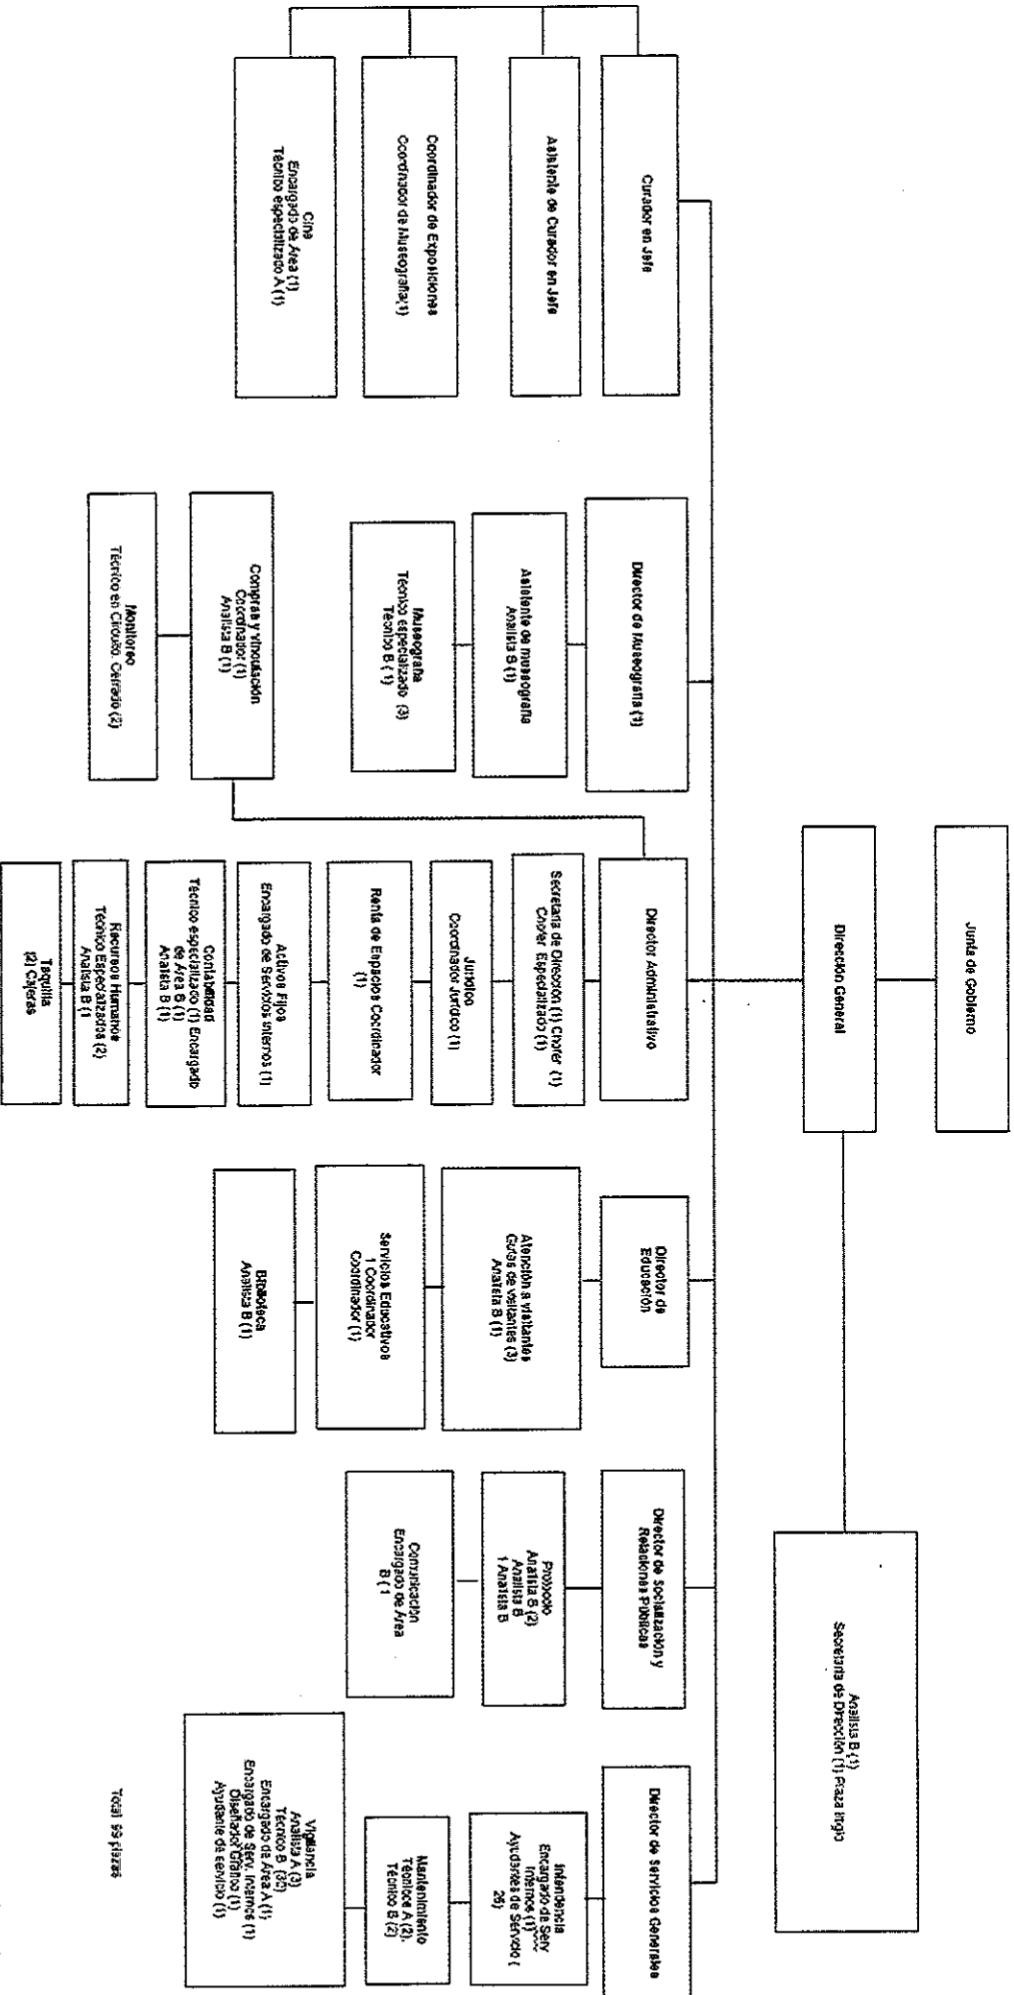 Junta de Gobierno
Dirección General
Analista B (1)
Secretaria de Dirección (1) Plaza Ingio
Curador en Jefe
Asistente de Curador en Jefe
Coordinador de Exposiciones
Coordinador de Museografía(1)
Cine
Encargado de Área (1)
Técnico especializado A (1)
Director de Museografía (1)
Asistente de museografía
Analista B (1)
Museografía
Técnico especializado (3)
Técnico B (1)
Director Administrativo
Compras y vinculación
Coordinador (1)
Analista B (1)
Monitoreo
Técnico en Circuito. Cerrado (2)
Secretaria de Dirección (1) Chofer (1)
Chofer Especializado (1)
Jurídico
Coordinador Jurídico (1)
Renta de Espacios Coordinador
(1)
Activos Fijos
Encargado de Servicios Internos (1)
Contabilidad
Técnico especializado (1) Encargado
de Área B (1)
Analista B (1)
Recursos Humanos
Técnico Especializados (2)
Analista B (1
Taquilla
(2) Cajeras
Director de
Educación
Atención a visitantes
Guías de visitantes (3)
Analista B (1)
Servicios Educativos
1 Coordinador
Coordinador (1)
Biblioteca
Analista B (1)
Director de socialización y
Relaciones Públicas
Protocolo
Analista B (2)
Analista B
1 Analista B
Comunicación
Encargado de Área
B (1
Director de servicios Generales
Intendencia
Encargado de Serv
Internos (1)
Ayudantes de Servicio (
26)
Mantenimiento
Técnicos A (2).
Técnico B (2)
Vigilancia
Analista A (3)
Técnico B (30)
Encargado de Área A (1)
Encargado de Serv. Internos (1)
Diseñador Gráfico (1)
Ayudante de servicio (1)
Total 99 plazas